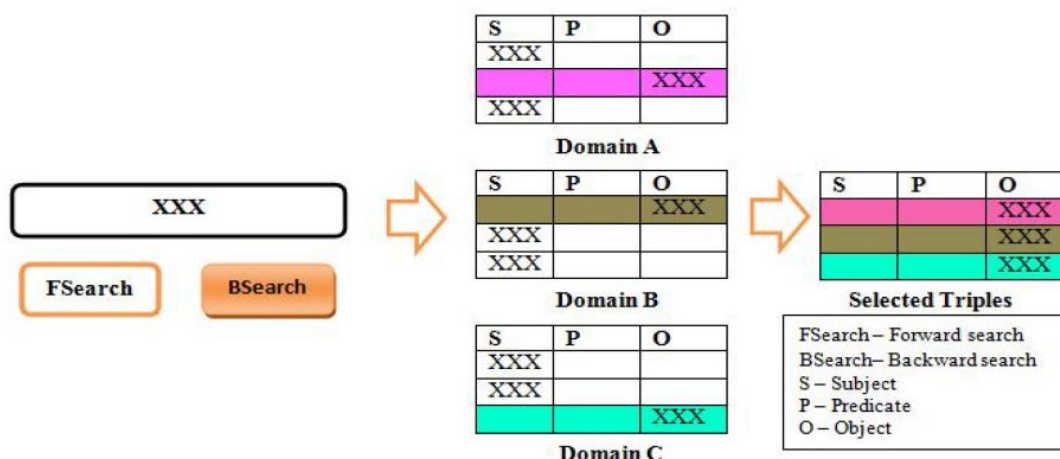 XXX
FSearch
BSearch
S P O
XXX
XXX
XXX
Domain A
S P O
XXX
XXX
XXX
Domain B
S P O
XXX
XXX
XXX
Domain C
S P O
XXX
XXX
XXX
Selected Triples
FSearch– Forward search
BSearch– Backward search
S – Subject
P – Predicate
O – Object